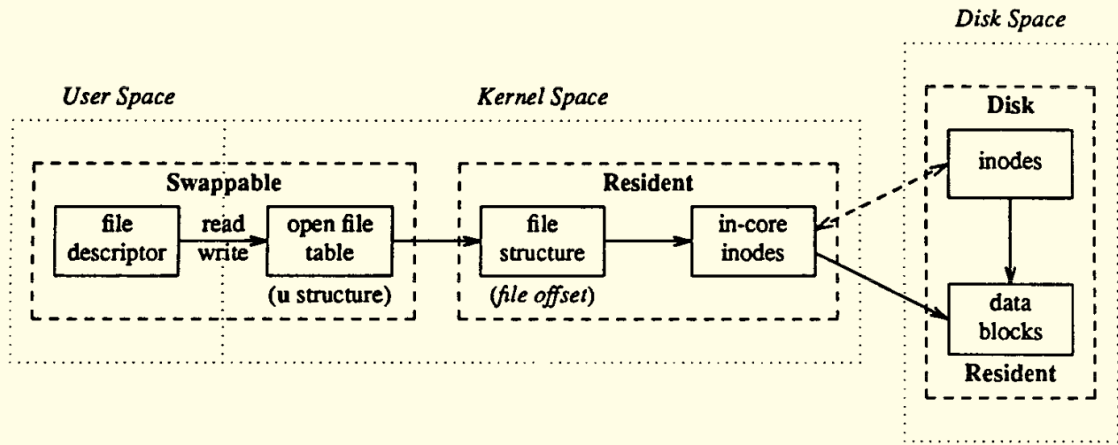 Disk Space
User Space
Kernel Space
Disk
inodes
Swappable
Resident
file
descriptor
read
write
open file
table
(u structure)
file
structure
(file offset)
in-core
inodes
data
blocks
Resident